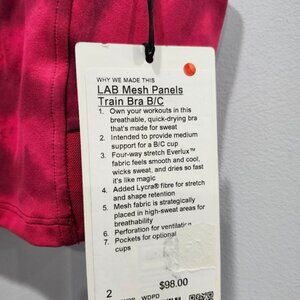 WHY WE MADE THIS
LAB Mesh Panels
Train Bra B/C
1. Own your workouts in this
breathable, quick-drying bra
that's made for sweat
2. Intended to provide medium
support for a B/C cup
3. Four-way stretch Everlux™
fabric feels smooth and cool,
wicks sweat, and dries so fast
it's like magic
4. Added Lycra® fibre for stretch
and shape retention
5. Mesh fabric is strategically
placed in high-sweat areas for
breathability
6. Perforation for ventilation
7. Pockets for optional
cups
$98.00
2
WDPD